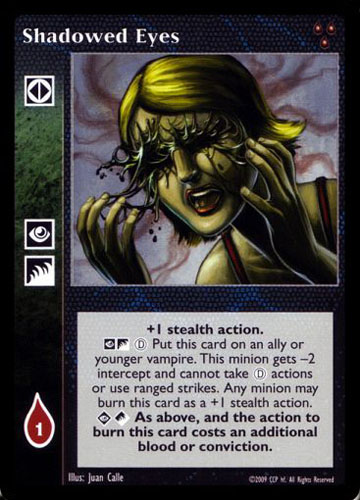 Shadowed Eyes
+1 stealth action.
Ⓓ Put this card on an ally or
younger vampire. This minion gets –2
intercept and cannot take Ⓓ actions
or use ranged strikes. Any minion may
burn this card as a +1 stealth action.
As above, and the action to
burn this card costs an additional
blood or conviction.
1
Illus: Juan Calle
©2009 CCP hf. All Rights Reserved